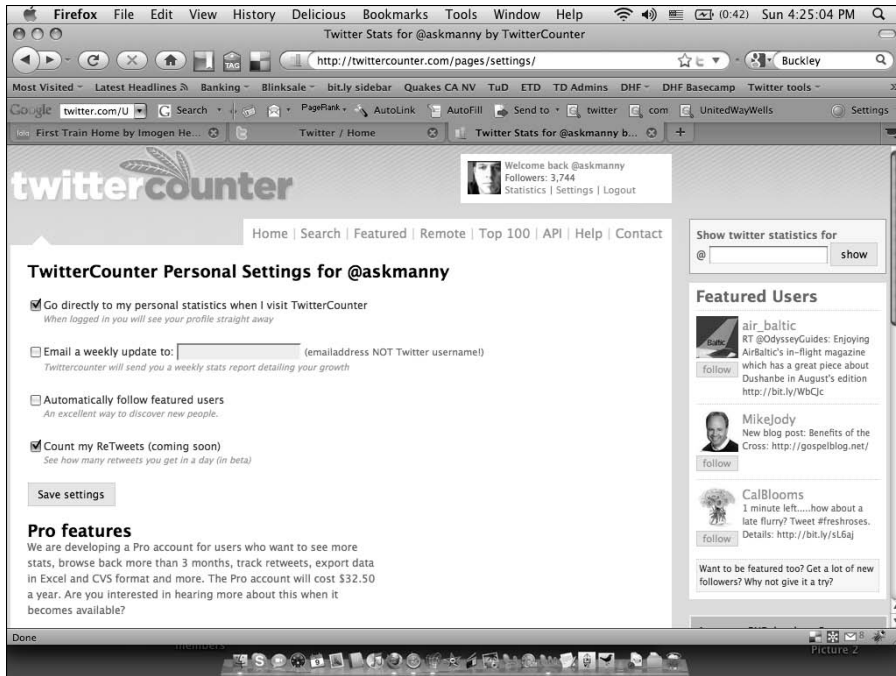 Firefox File Edit View History Delicious Bookmarks Tools Window Help (0:42) Sun 4:25:04 PM
Twitter Stats for @askmanny by TwitterCounter
TAG http://twittercounter.com/pages/settings/ Buckley
Most Visited Latest Headlines Banking Blinksale bit.ly sidebar Quakes CA NV TuD ETD TD Admins DHF DHF Basecamp Twitter tools
Google twitter.com/U Search PageRank AutoLink AutoFill Send to twitter com UnitedWayWells Settings
First Train Home by Imogen He... Twitter / Home Twitter Stats for @askmanny b...
twittercounter
Welcome back @askmanny
Followers: 3,744
Statistics | Settings | Logout
Home | Search | Featured | Remote | Top 100 | API | Help | Contact
TwitterCounter Personal Settings for @askmanny
Go directly to my personal statistics when I visit TwitterCounter
When logged in you will see your profile straight away
Email a weekly update to: (emailaddress NOT Twitter username!)
Twittercounter will send you a weekly stats report detailing your growth
Automatically follow featured users
An excellent way to discover new people.
Count my ReTweets (coming soon)
See how many retweets you get in a day (in beta)
Save settings
Pro features
We are developing a Pro account for users who want to see more
stats, browse back more than 3 months, track retweets, export data
in Excel and CVS format and more. The Pro account will cost $32.50
a year. Are you interested in hearing more about this when it
becomes available?
Show twitter statistics for
@ show
Featured Users
air_baltic
RT @OdysseyGuides: Enjoying
AirBaltic's in-flight magazine
which has a great piece about
Dushanbe in August's edition
http://bit.ly/WbCJc
follow
MikeJody
New blog post: Benefits of the
Cross: http://gospelblog.net/
follow
CalBlooms
1 minute left.....how about a
late flurry? Tweet #freshroses.
Details: http://bit.ly/sL6aj
follow
Want to be featured too? Get a lot of new
followers? Why not give it a try?
Done
members
Picture 2